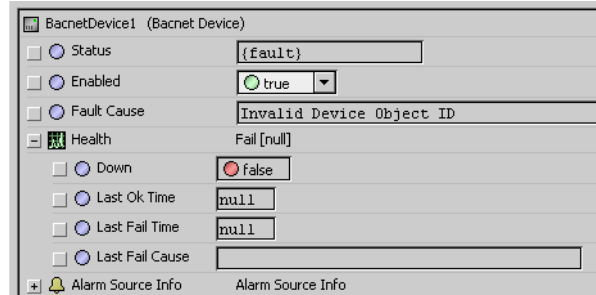 BacnetDevice1 (Bacnet Device)
Status {fault}
Enabled true
Fault Cause Invalid Device Object ID
Health Fail [null]
Down false
Last Ok Time null
Last Fail Time null
Last Fail Cause
Alarm Source Info Alarm Source Info